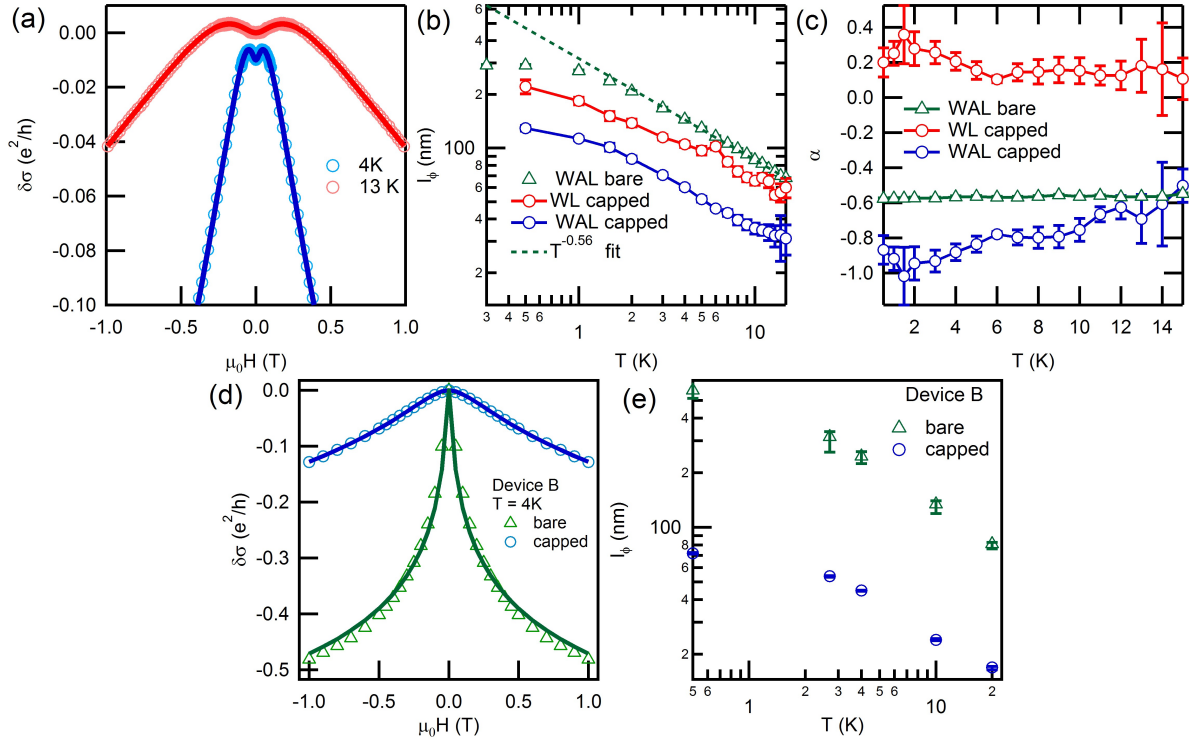 (a)
δσ (e²/h)
0.00
-0.02
-0.04
-0.06
-0.08
-0.10
4K
13 K
-1.0 -0.5 0.0 0.5 1.0
μ₀H (T)
(b)
lϕ (nm)
6
4
2
100
8
6
4
2
WAL bare
WL capped
WAL capped
T^-0.56 fit
3 4 5 6 1 2 3 4 5 6 10
T (K)
(c)
α
0.4
0.2
0.0
-0.2
-0.4
-0.6
-0.8
-1.0
WAL bare
WL capped
WAL capped
2 4 6 8 10 12 14
T (K)
(d)
δσ (e²/h)
0.0
-0.1
-0.2
-0.3
-0.4
-0.5
Device B
T = 4K
bare
capped
-1.0 -0.5 0.0 0.5 1.0
μ₀H (T)
(e)
lϕ (nm)
4
2
100
8
6
4
2
Device B
bare
capped
5 6 1 2 3 4 5 6 10 2
T (K)